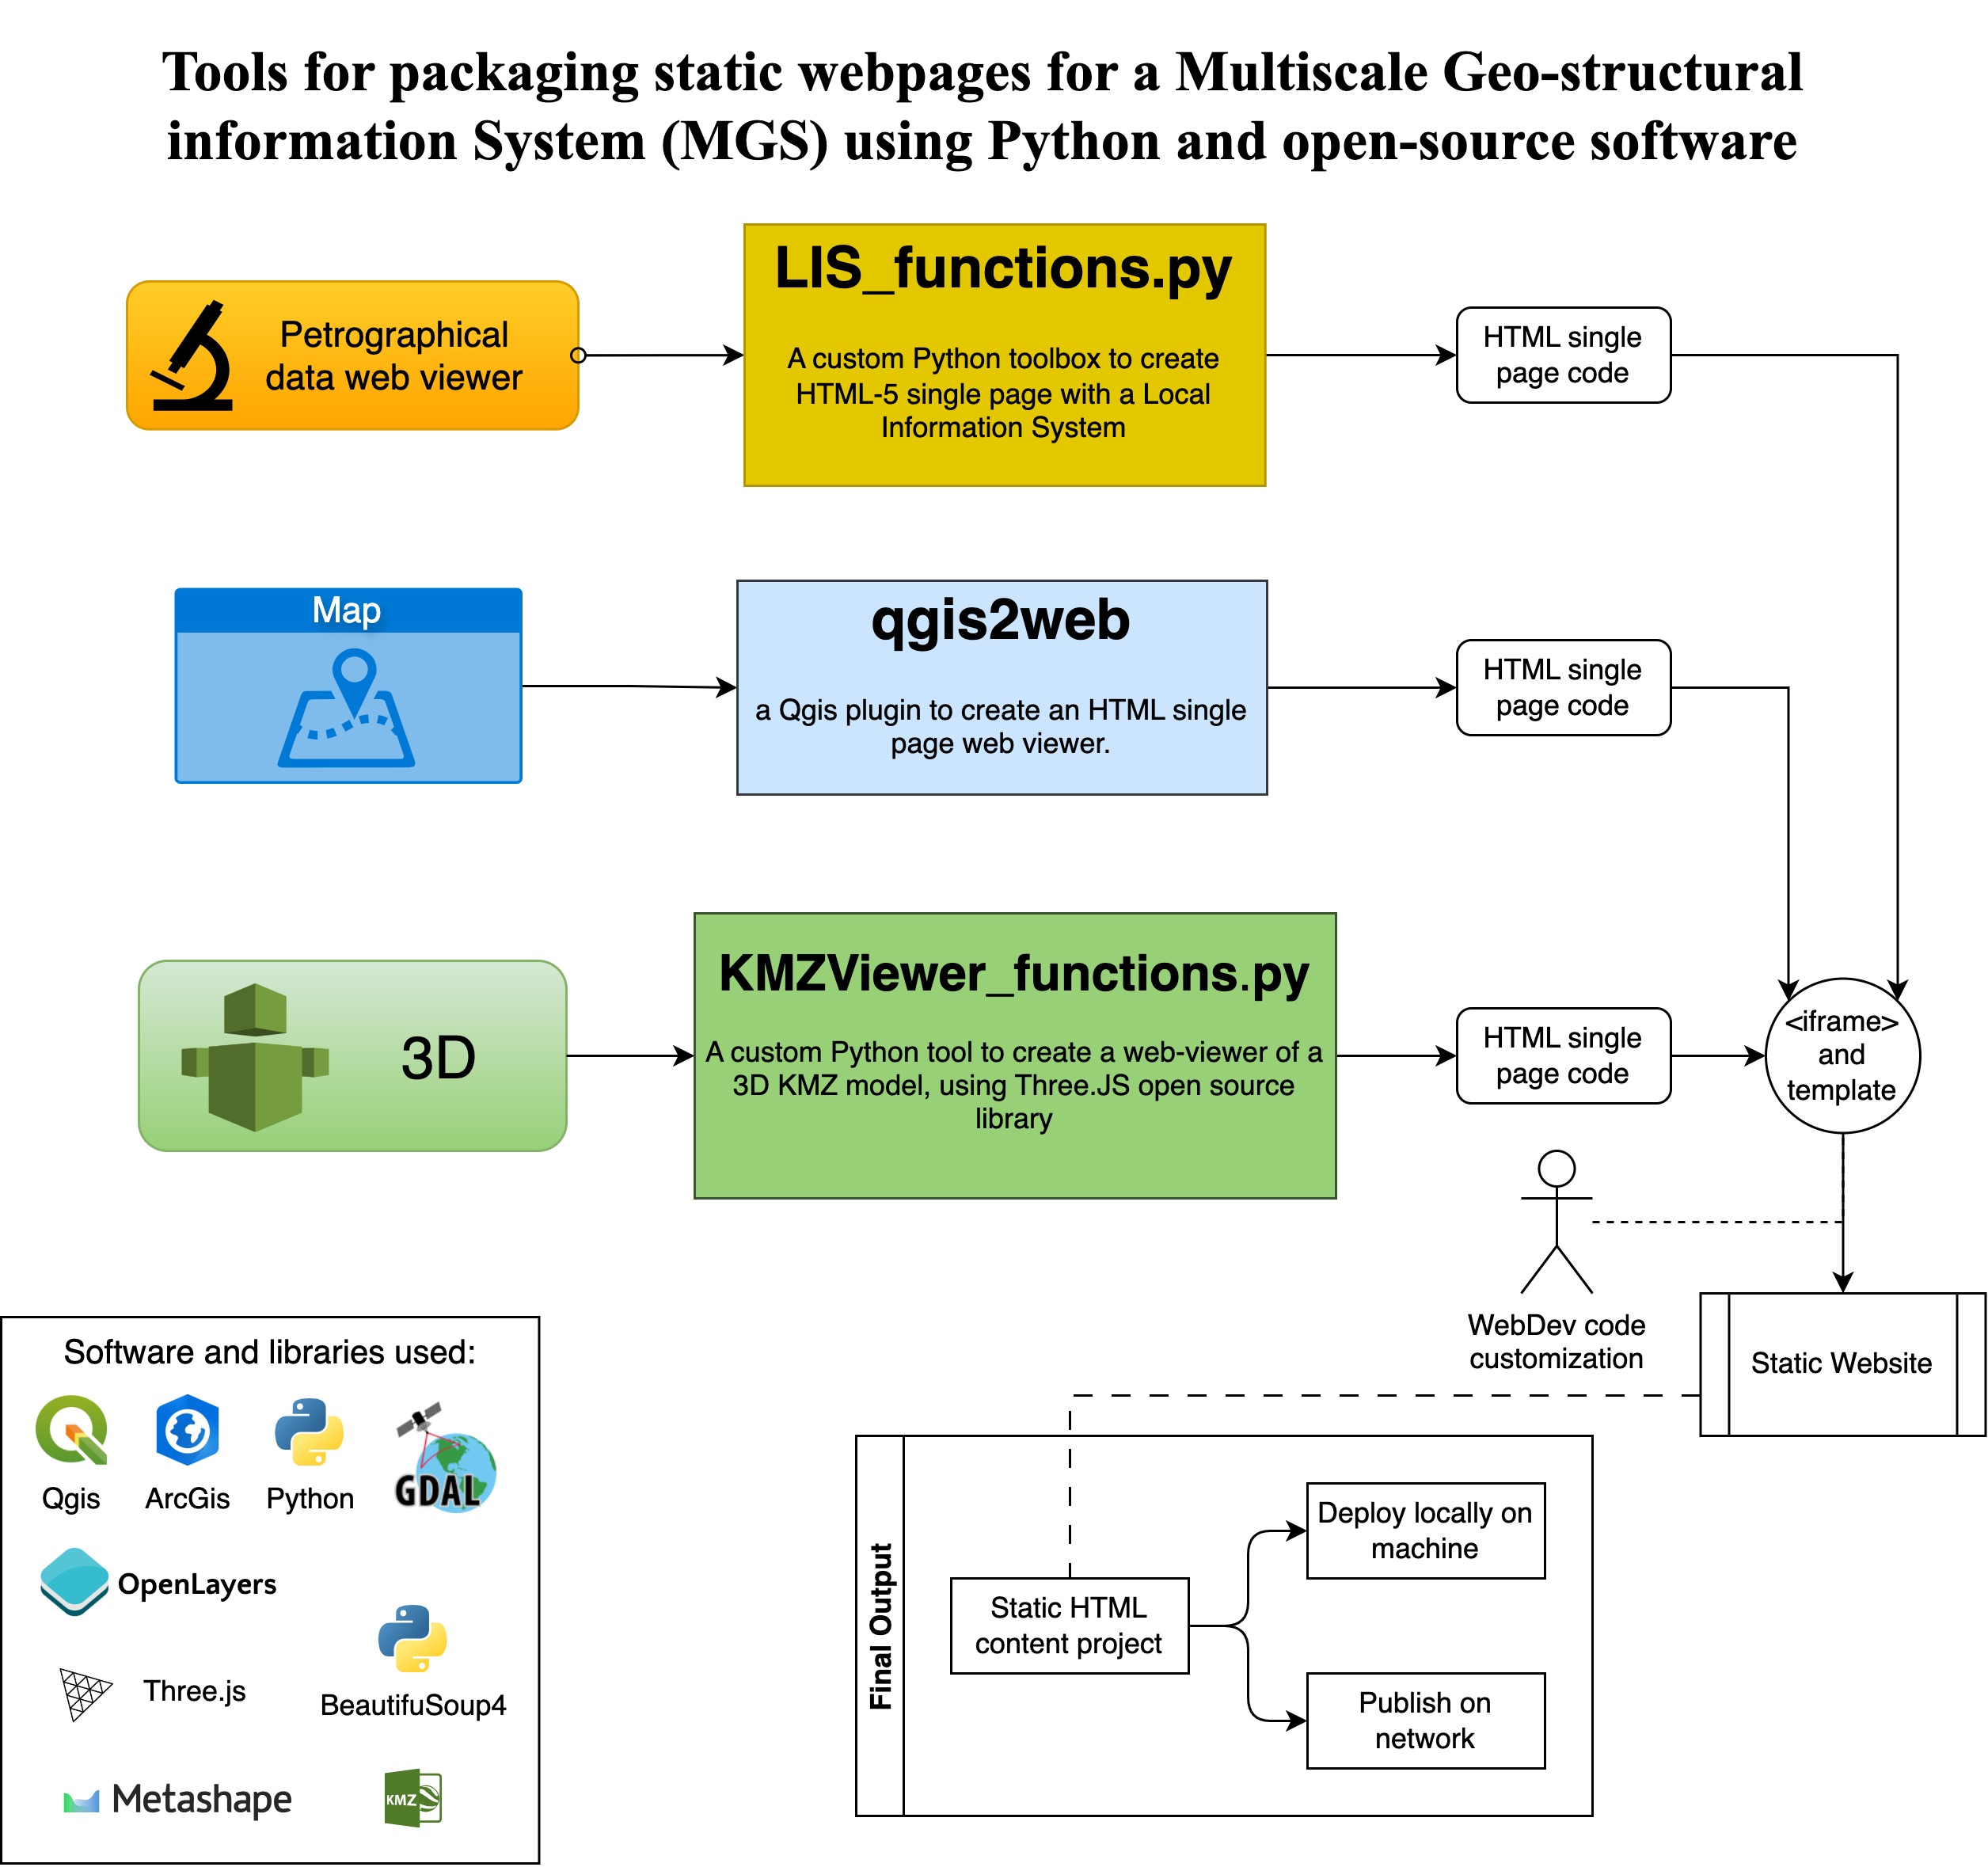 Tools for packaging static webpages for a Multiscale Geo-structural
information System (MGS) using Python and open-source software
Petrographical
data web viewer
LIS_functions.py
A custom Python toolbox to create
HTML-5 single page with a Local
Information System
HTML single
page code
Map
qgis2web
a Qgis plugin to create an HTML single
page web viewer.
HTML single
page code
3D
KMZViewer_functions.py
A custom Python tool to create a web-viewer of a
3D KMZ model, using Three.JS open source
library
HTML single
page code
<iframe>
and
template
WebDev code
customization
Static Website
Software and libraries used:
Qgis
ArcGis
Python
GDAL
OpenLayers
Three.js
BeautifuSoup4
Metashape
KMZ
Final Output
Static HTML
content project
Deploy locally on
machine
Publish on
network